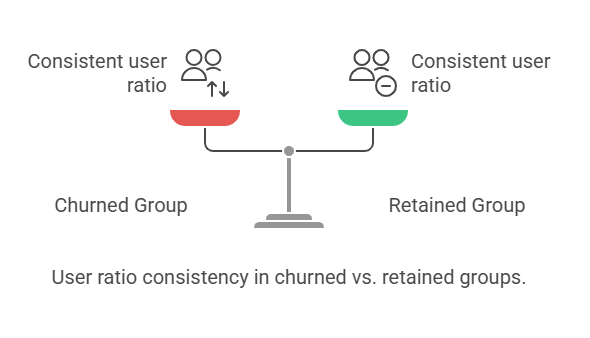 Consistent user
ratio
Consistent user
ratio
Churned Group
Retained Group
User ratio consistency in churned vs. retained groups.